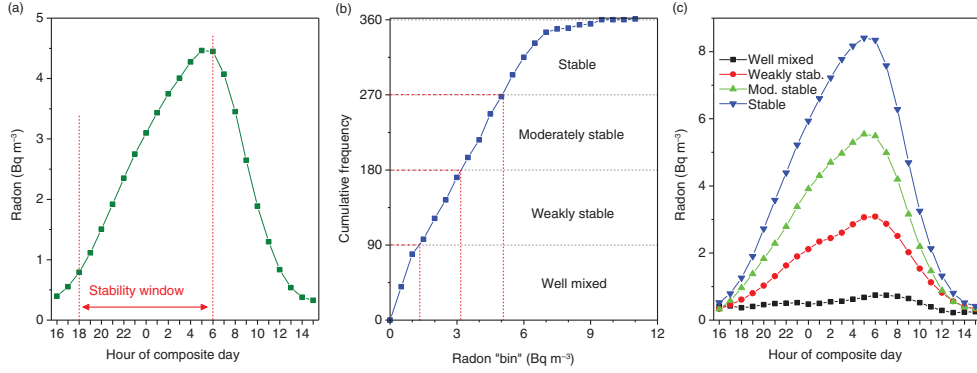 (a)
5
4
3
2
1
0
Radon (Bq m⁻³)
Stability window
16 18 20 22 0 2 4 6 8 10 12 14
Hour of composite day
(b)
360
270
180
90
0
Cumulative frequency
Stable
Moderately stable
Weakly stable
Well mixed
0 3 6 9 12
Radon "bin" (Bq m⁻³)
(c)
8
6
4
2
0
Radon (Bq m⁻³)
Well mixed
Weakly stab.
Mod. stable
Stable
16 18 20 22 0 2 4 6 8 10 12 14
Hour of composite day